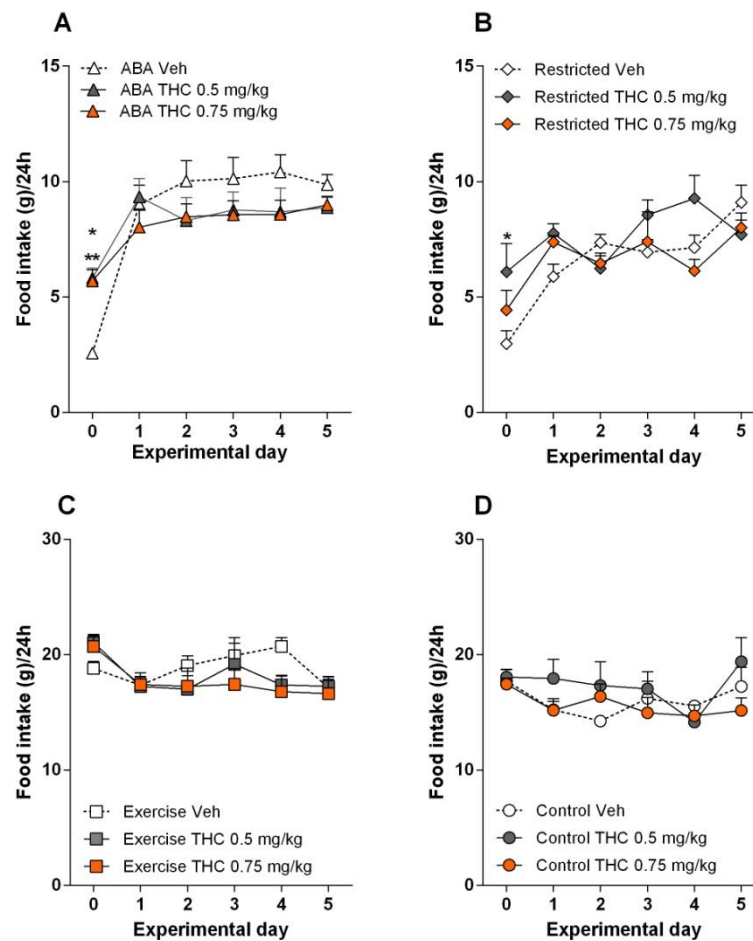 A
ABA Veh
ABA THC 0.5 mg/kg
ABA THC 0.75 mg/kg
15
10
5
0
Food intake (g)/24h
*
**
0 1 2 3 4 5
Experimental day
B
Restricted Veh
Restricted THC 0.5 mg/kg
Restricted THC 0.75 mg/kg
15
10
5
0
Food intake (g)/24h
*
0 1 2 3 4 5
Experimental day
C
30
20
10
0
Food intake (g)/24h
Exercise Veh
Exercise THC 0.5 mg/kg
Exercise THC 0.75 mg/kg
0 1 2 3 4 5
Experimental day
D
30
20
10
0
Food intake (g)/24h
Control Veh
Control THC 0.5 mg/kg
Control THC 0.75 mg/kg
0 1 2 3 4 5
Experimental day